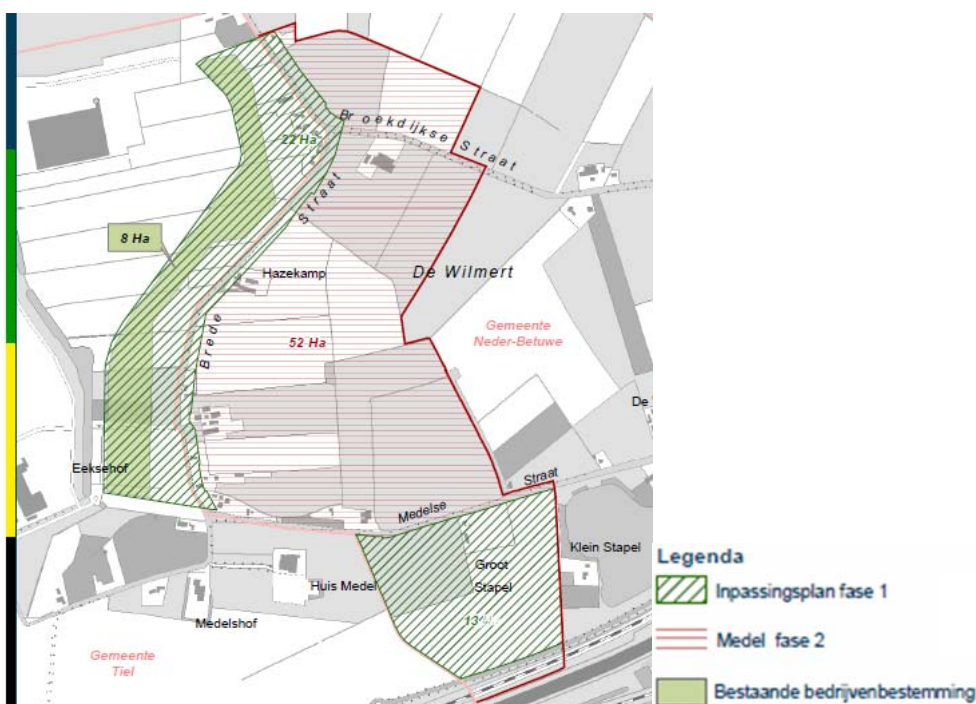 Broekdijkse Straat
22 Ha
Straat
8 Ha
Hazekamp
De Wilmert
Gemeente
Neder-Betuwe
52 Ha
Brede
De
Eeksehof
Straat
Medelse
Klein Stapel
Groot
Stapel
Huis Medel
Medelshof
Gemeente
Tiel
Legenda
Inpassingsplan fase 1
Medel fase 2
Bestaande bedrijvenbestemming